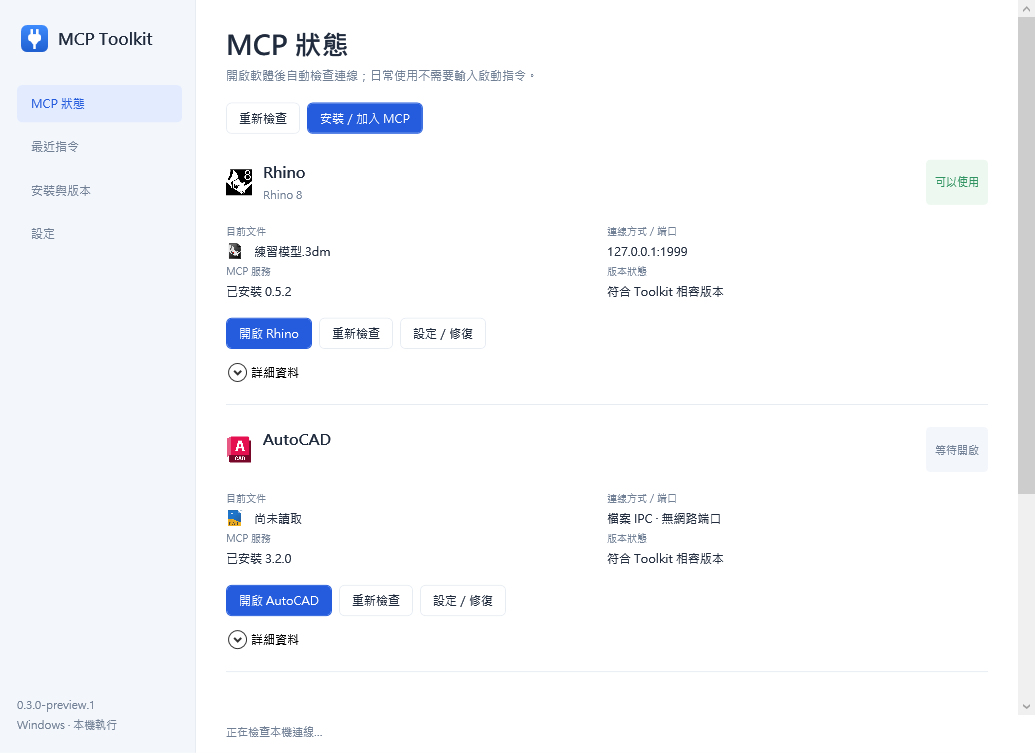 MCP Toolkit
MCP 狀態
最近指令
安裝與版本
設定
0.3.0-preview.1
Windows · 本機執行
MCP 狀態
開啟軟體後自動檢查連線；日常使用不需要輸入啟動指令。
重新檢查
安裝 / 加入 MCP
8
Rhino
Rhino 8
可以使用
目前文件
練習模型.3dm
MCP 服務
已安裝 0.5.2
連線方式 / 端口
127.0.0.1:1999
版本狀態
符合 Toolkit 相容版本
開啟 Rhino
重新檢查
設定 / 修復
詳細資料
A
CAD
AutoCAD
等待開啟
目前文件
尚未讀取
MCP 服務
已安裝 3.2.0
連線方式 / 端口
檔案 IPC · 無網路端口
版本狀態
符合 Toolkit 相容版本
開啟 AutoCAD
重新檢查
設定 / 修復
詳細資料
正在檢查本機連線...